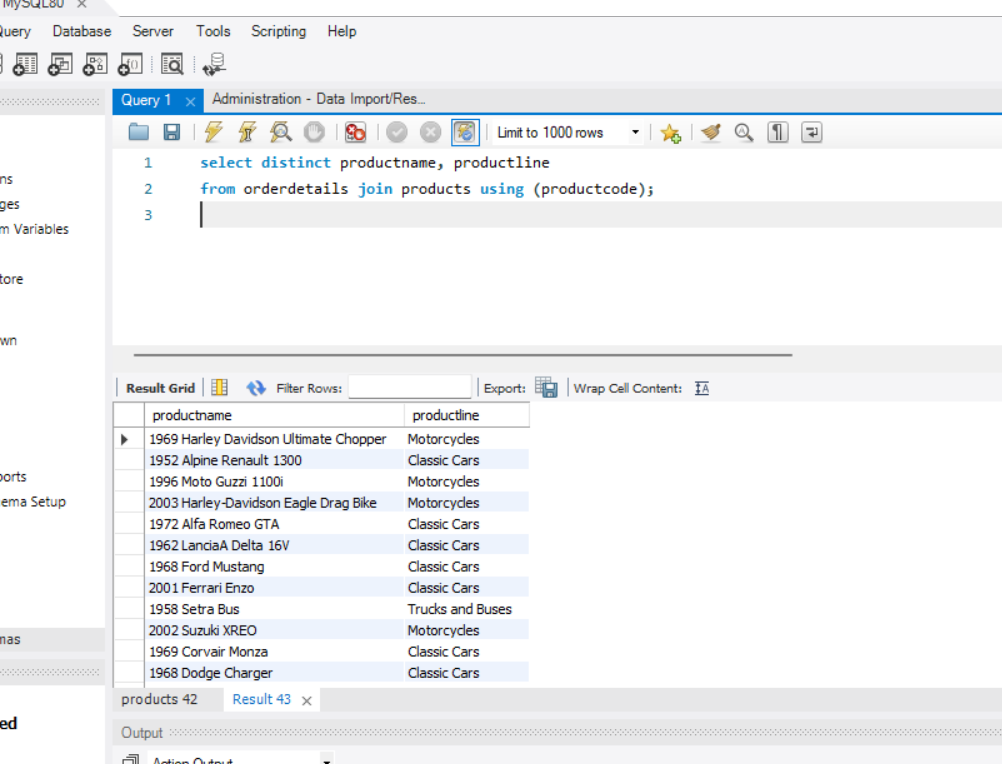 MySQL80 ×
Query Database Server Tools Scripting Help
Query 1 × Administration - Data Import/Res...
Limit to 1000 rows
1 select distinct productname, productline
2 from orderdetails join products using (productcode);
3
ns
ges
m Variables
tore
wn
ports
ema Setup
mas
ed
Result Grid Filter Rows: Export: Wrap Cell Content: IA
productname productline
1969 Harley Davidson Ultimate Chopper Motorcycles
1952 Alpine Renault 1300 Classic Cars
1996 Moto Guzzi 1100i Motorcycles
2003 Harley-Davidson Eagle Drag Bike Motorcycles
1972 Alfa Romeo GTA Classic Cars
1962 LanciaA Delta 16V Classic Cars
1968 Ford Mustang Classic Cars
2001 Ferrari Enzo Classic Cars
1958 Setra Bus Trucks and Buses
2002 Suzuki XREO Motorcycles
1969 Corvair Monza Classic Cars
1968 Dodge Charger Classic Cars
products 42 Result 43 ×
Output
Action Output